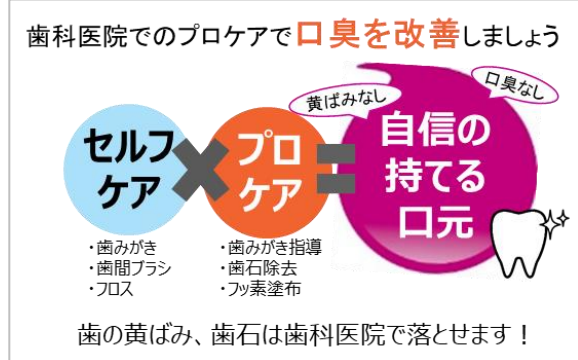 歯科医院でのプロケアで口臭を改善しましょう
黄ばみなし
口臭なし
セルフ
ケア
×
プロ
ケア
=
自信の
持てる
口元
・歯みがき
・歯間ブラシ
・フロス
・歯みがき指導
・歯石除去
・フッ素塗布
歯の黄ばみ、歯石は歯科医院で落とせます！